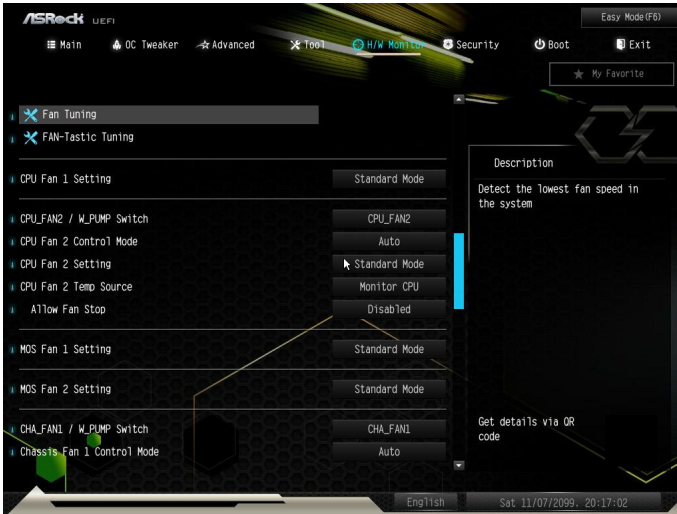 ASRock UEFI
Easy Mode(F6)
Main OC Tweaker Advanced Tool H/W Monitor Security Boot Exit
My Favorite
Fan Tuning
FAN-Tastic Tuning
Description
CPU Fan 1 Setting Standard Mode
Detect the lowest fan speed in
the system
CPU_FAN2 / W_PUMP Switch CPU_FAN2
CPU Fan 2 Control Mode Auto
CPU Fan 2 Setting Standard Mode
CPU Fan 2 Temp Source Monitor CPU
Allow Fan Stop Disabled
MOS Fan 1 Setting Standard Mode
MOS Fan 2 Setting Standard Mode
CHA_FAN1 / W_PUMP Switch CHA_FAN1
Chassis Fan 1 Control Mode Auto
Get details via QR
code
English Sat 11/07/2099. 20:17:02